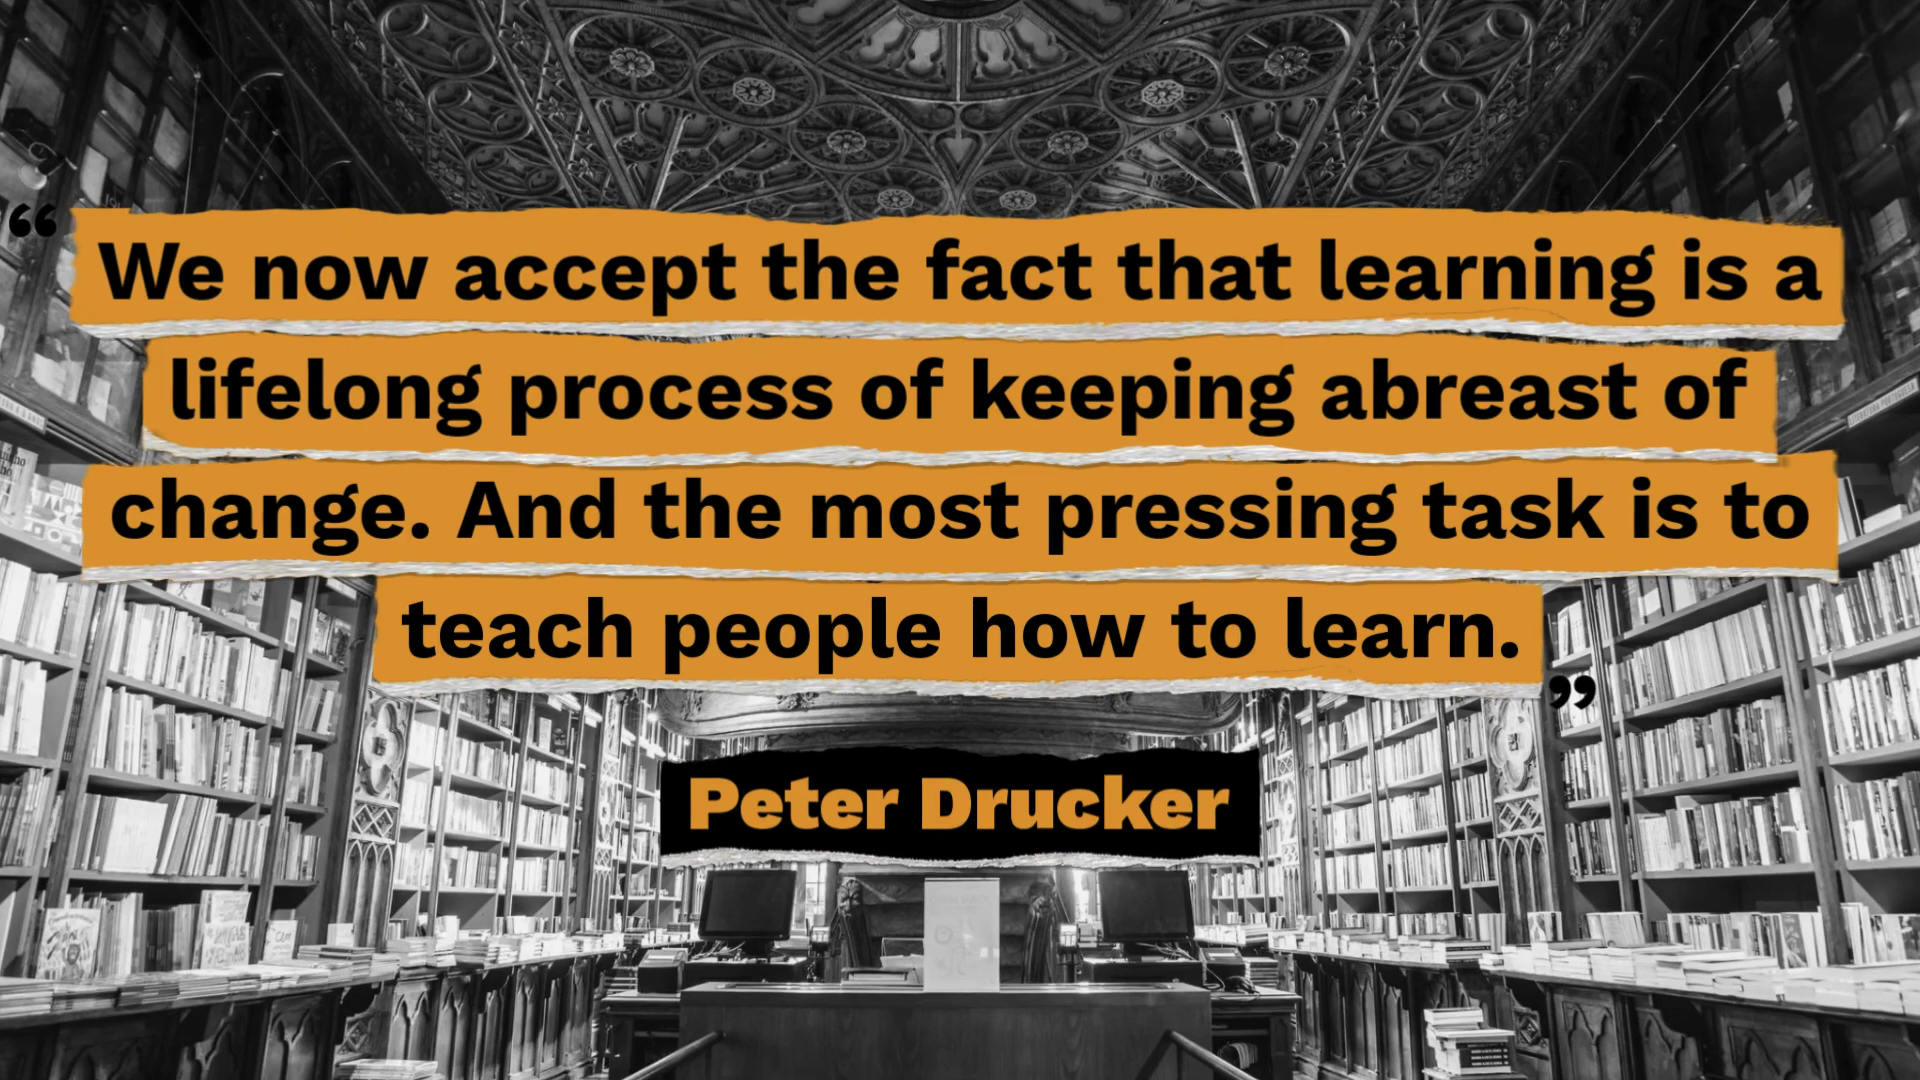 “
We now accept the fact that learning is a
lifelong process of keeping abreast of
change. And the most pressing task is to
teach people how to learn.
”
Peter Drucker